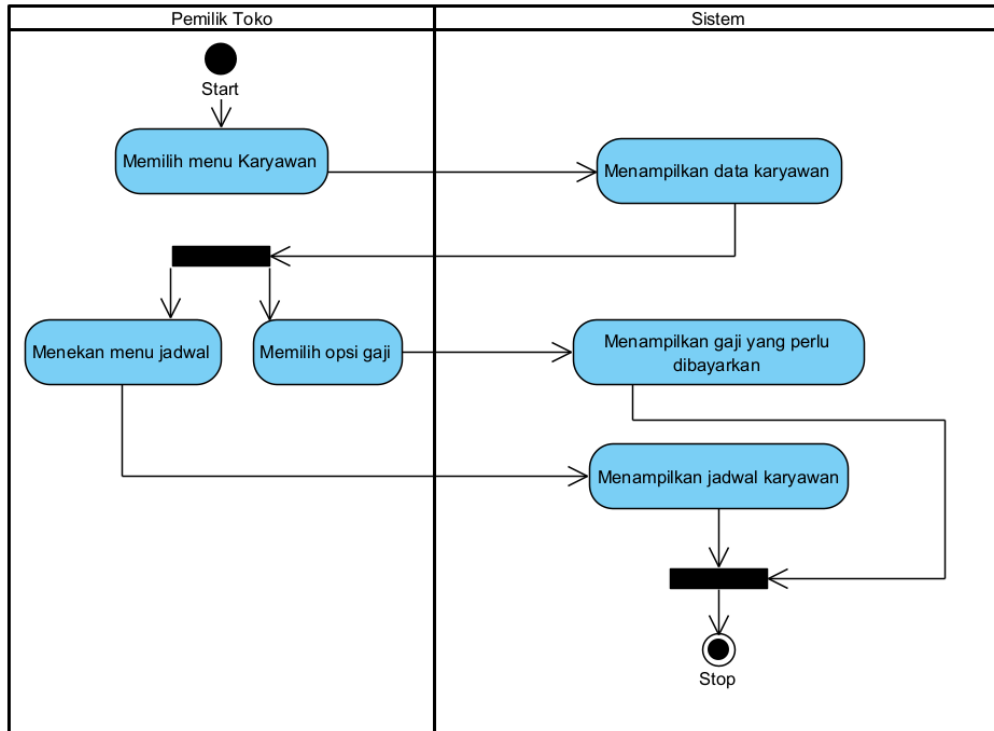 Pemilik Toko
Sistem
Start
Memilih menu Karyawan
Menampilkan data karyawan
Menekan menu jadwal
Memilih opsi gaji
Menampilkan gaji yang perlu
dibayarkan
Menampilkan jadwal karyawan
Stop